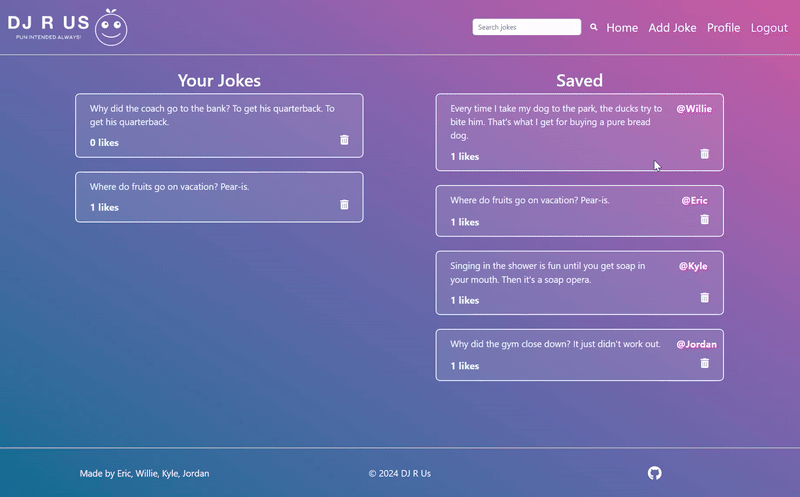 DJ R US
PUN INTENDED ALWAYS!
Search jokes
Home
Add Joke
Profile
Logout
Your Jokes
Why did the coach go to the bank? To get his quarterback. To
get his quarterback.
0 likes
Where do fruits go on vacation? Pear-is.
1 likes
Saved
Every time I take my dog to the park, the ducks try to
bite him. That's what I get for buying a pure bread
dog.
@Willie
1 likes
Where do fruits go on vacation? Pear-is.
@Eric
1 likes
Singing in the shower is fun until you get soap in
your mouth. Then it's a soap opera.
@Kyle
1 likes
Why did the gym close down? It just didn't work out.
@Jordan
1 likes
Made by Eric, Willie, Kyle, Jordan
© 2024 DJ R Us